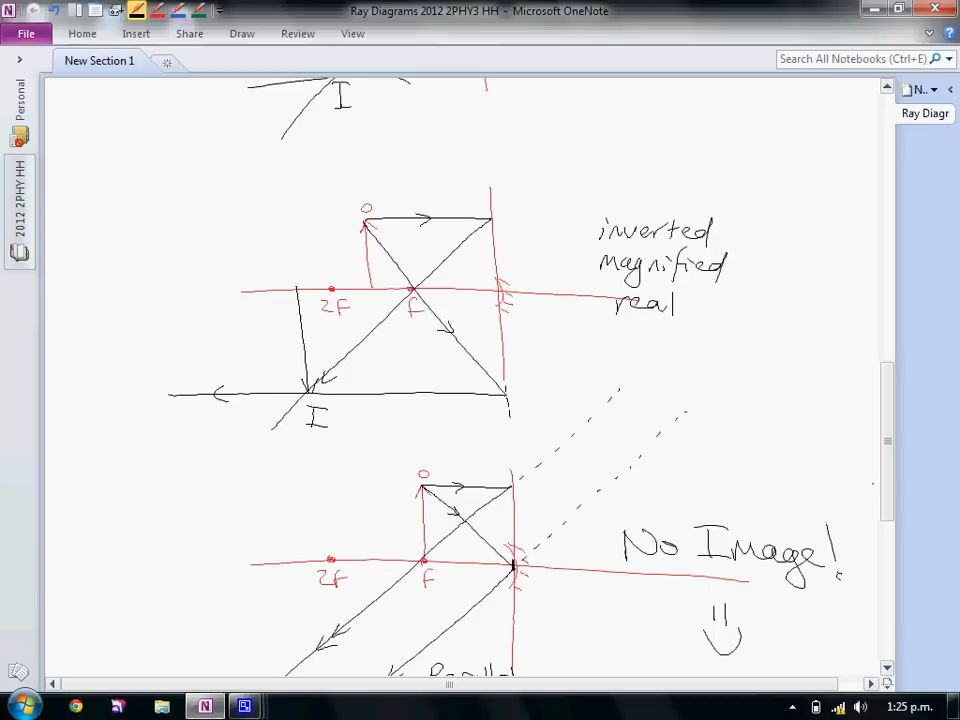 Ray Diagrams 2012 2PHY3 HH - Microsoft OneNote
File Home Insert Share Draw Review View
New Section 1
Search All Notebooks (Ctrl+E)
N..
Ray Diagr
Personal
2012 2PHY HH
I
O
inverted
magnified
real
2F
F
I
O
No Image!
2F
F
1:25 p.m.